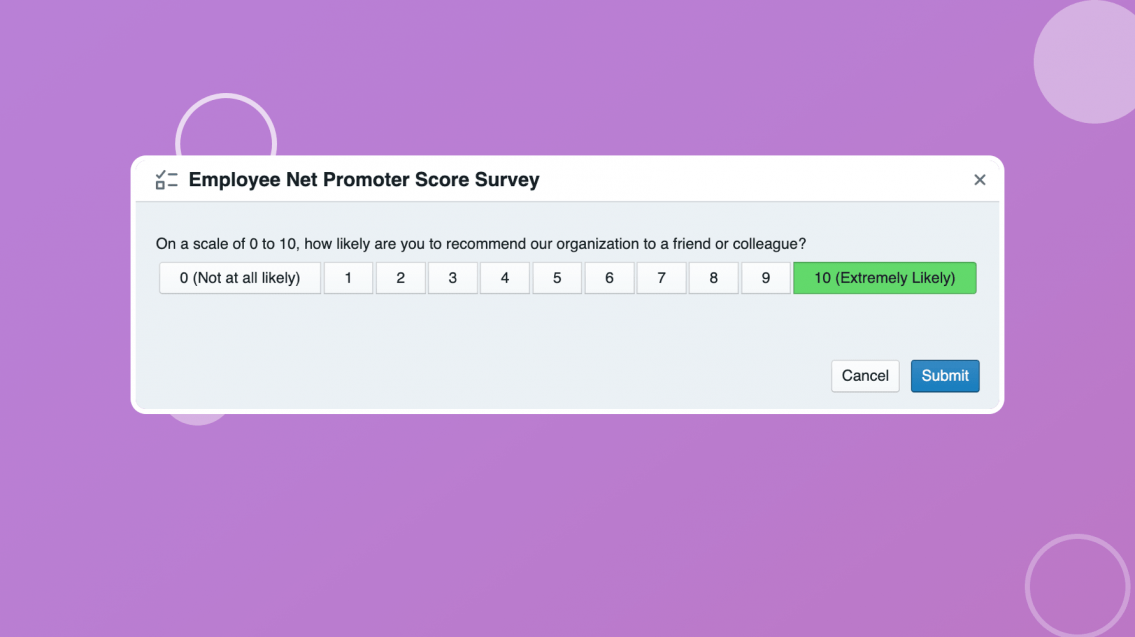 Employee Net Promoter Score Survey
On a scale of 0 to 10, how likely are you to recommend our organization to a friend or colleague?
0 (Not at all likely) 1 2 3 4 5 6 7 8 9 10 (Extremely Likely)
Cancel Submit